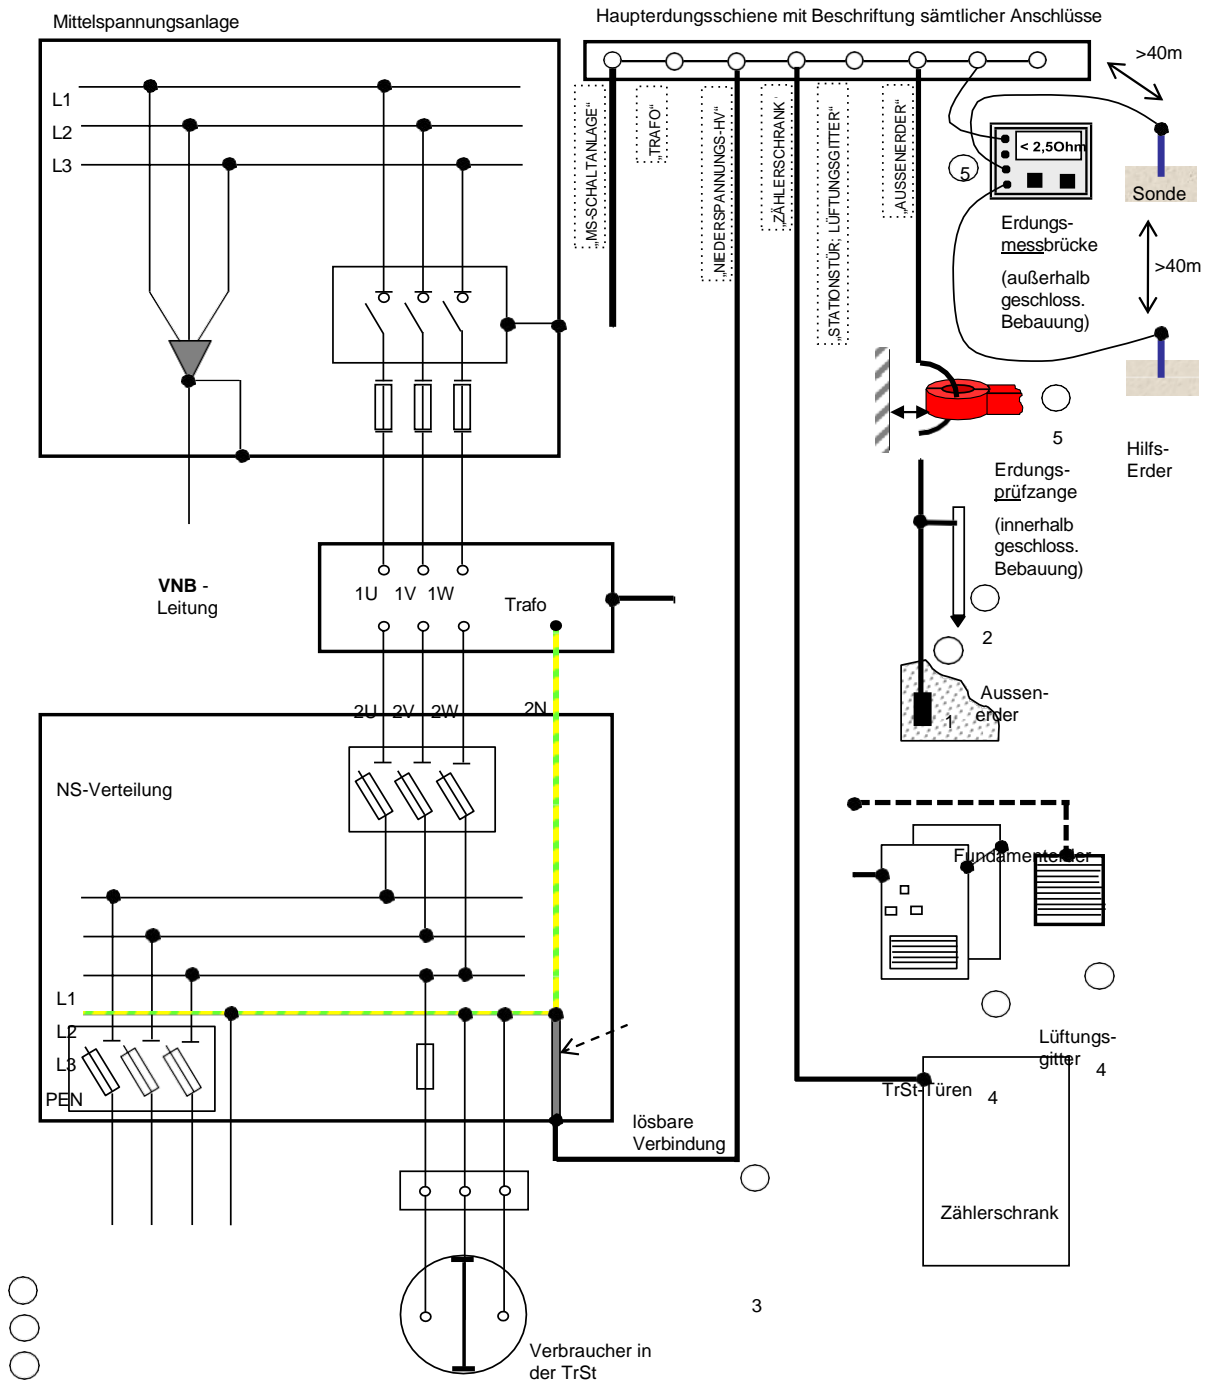 Mittelspannungsanlage
Haupterdungsschiene mit Beschriftung sämtlicher Anschlüsse
>40m
L1
L2
L3
„MS-SCHALTANLAGE“
„TRAFO“
„NIEDERSPANNUNGS-HV“
„ZÄHLERSCHRANK
„STATIONSTÜR; LÜFTUNGSGITTER“
„AUSSENERDER“
< 2,5Ohm
5
Sonde
Erdungs-
messbrücke
(außerhalb
geschloss.
Bebauung)
>40m
5
Hilfs-
Erder
Erdungs-
prüfzange
(innerhalb
geschloss.
Bebauung)
VNB -
Leitung
1U
1V
1W
Trafo
2
Aussen-
erder
1
2U
2V
2W
2N
NS-Verteilung
Fundamenterder
L1
L2
L3
PEN
Lüftungs-
gitter
4
TrSt-Türen
4
lösbare
Verbindung
Zählerschrank
3
Verbraucher in
der TrSt